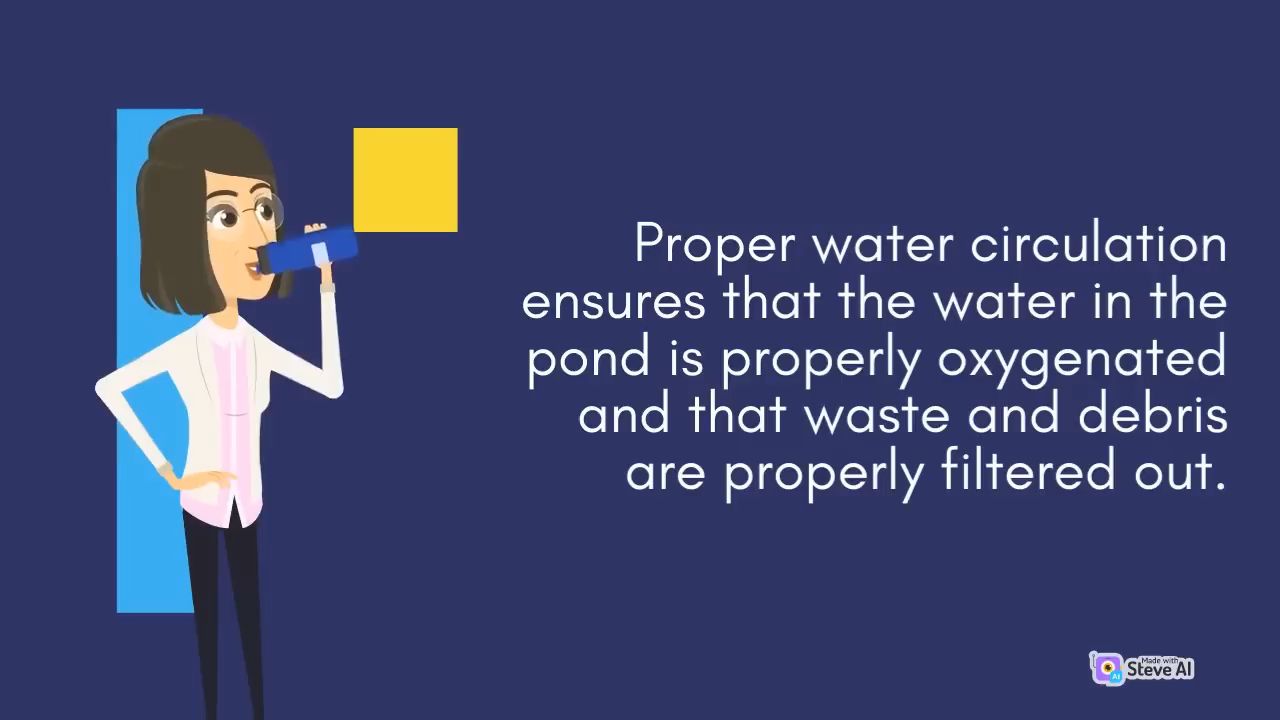 Proper water circulation
ensures that the water in the
pond is properly oxygenated
and that waste and debris
are properly filtered out.
Made with
Steve AI
AI